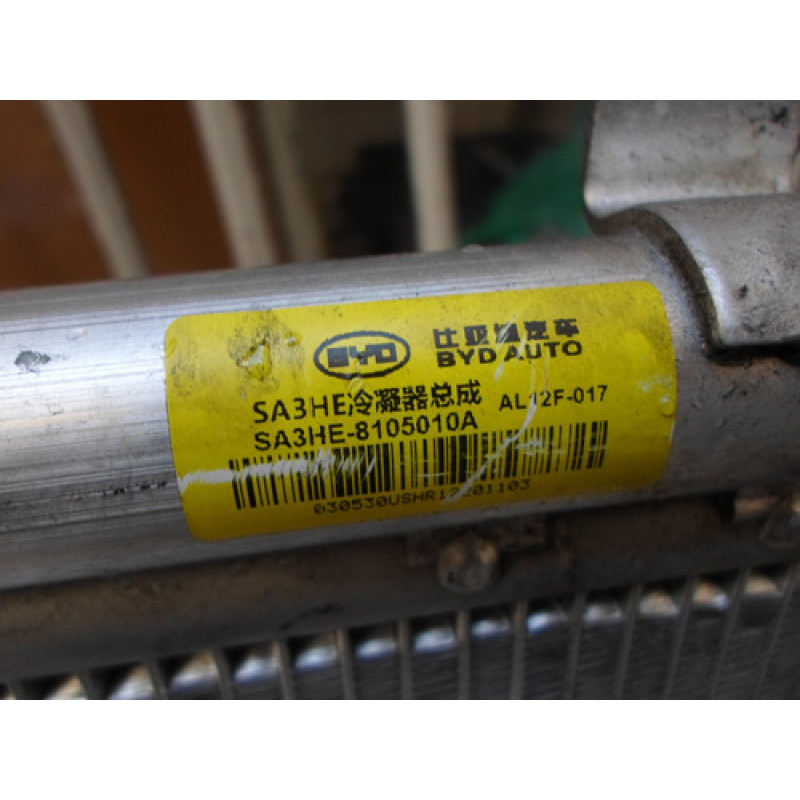 BYD
比亚迪汽车
BYD AUTO
SA3HE冷凝器总成 AL12F-017
SA3HE-8105010A
030530USHR12201103